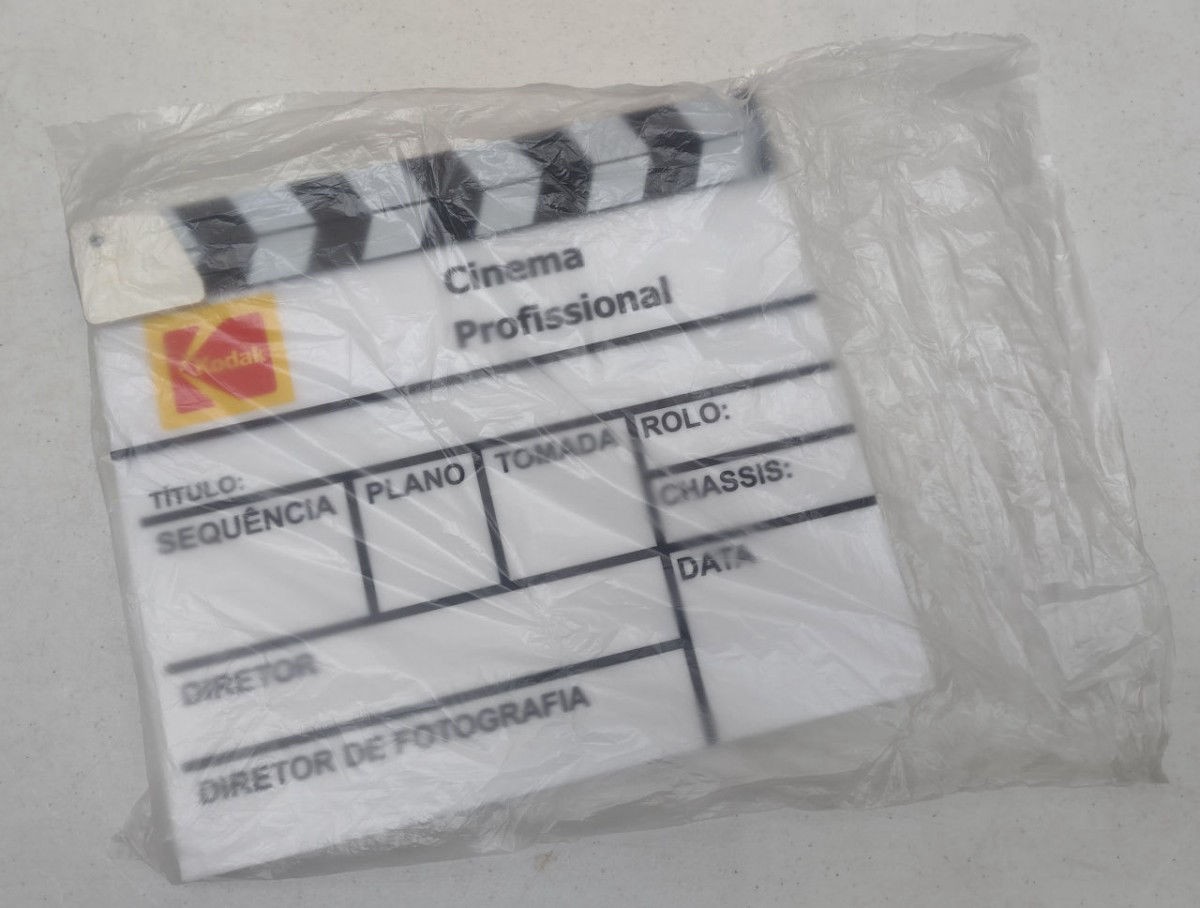 Cinema
Profissional
Kodak
TÍTULO:
SEQUÊNCIA
PLANO
TOMADA
ROLO:
CHASSIS:
DATA
DIRETOR
DIRETOR DE FOTOGRAFIA